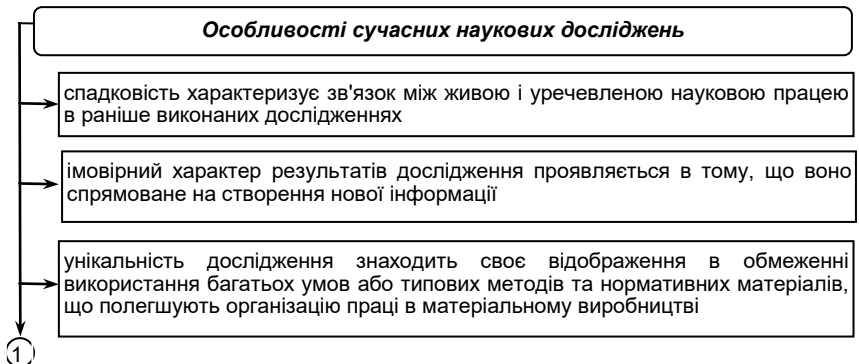 Особливості сучасних наукових досліджень
спадковість характеризує зв'язок між живою і уречевленою науковою працею
в раніше виконаних дослідженнях
імовірний характер результатів дослідження проявляється в тому, що воно
спрямоване на створення нової інформації
унікальність дослідження знаходить своє відображення в обмеженні
використання багатьох умов або типових методів та нормативних матеріалів,
що полегшують організацію праці в матеріальному виробництві
1